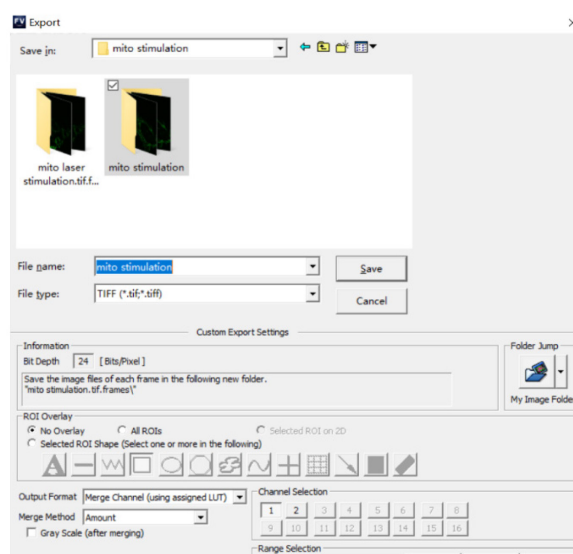 FV Export
Save in: mito stimulation
mito laser
stimulation.tif.f...
mito stimulation
File name: mito stimulation Save
File type: TIFF (*.tif;*.tiff) Cancel
Custom Export Settings
Information
Folder Jump
Bit Depth 24 [ Bits/Pixel ]
Save the image files of each frame in the following new folder.
"mito stimulation.tif.frames\"
My Image Folde
ROI Overlay
No Overlay All ROIs Selected ROI on 2D
Selected ROI Shape (Select one or more in the following)
A
Output Format Merge Channel (using assigned LUT) Channel Selection
1 2 3 4 5 6 7 8
Merge Method Amount
9 10 11 12 13 14 15 16
Gray Scale (after merging)
Range Selection